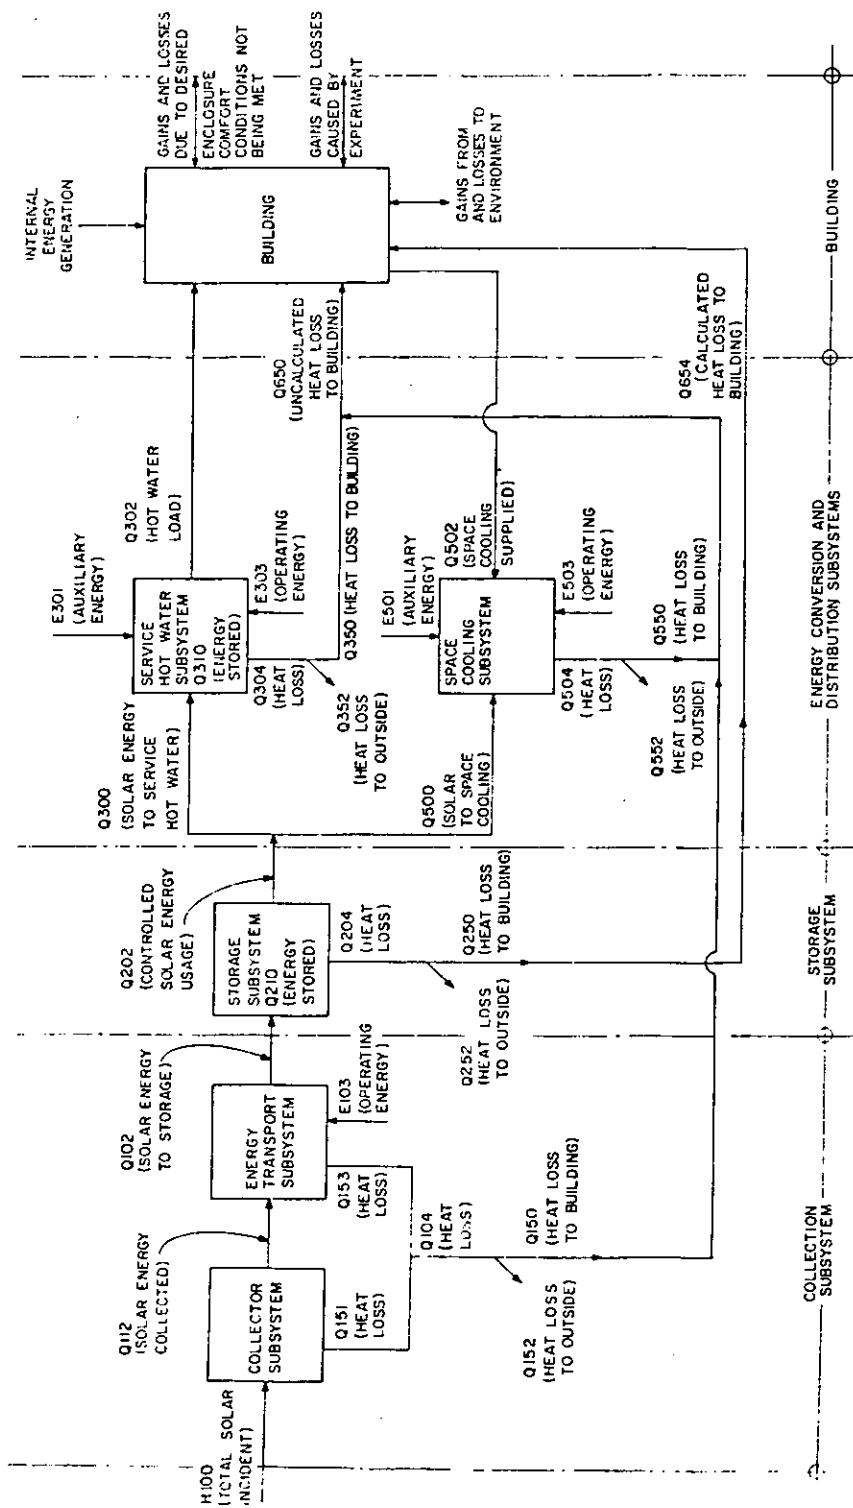 H100
(TOTAL SOLAR
INCIDENT)
COLLECTOR
SUBSYSTEM
Q112
(SOLAR ENERGY
COLLECTED)
Q151
(HEAT
LOSS)
ENERGY
TRANSPORT
SUBSYSTEM
Q102
(SOLAR ENERGY
TO STORAGE)
E103
(OPERATING
ENERGY)
Q153
(HEAT
LOSS)
Q104
(HEAT
LOSS)
Q150
(HEAT LOSS
TO BUILDING)
Q152
(HEAT LOSS
TO OUTSIDE)
STORAGE
SUBSYSTEM
Q210
(ENERGY
STORED)
Q202
(CONTROLLED
SOLAR ENERGY
USAGE)
Q204
(HEAT
LOSS)
Q250
(HEAT LOSS
TO BUILDING)
Q252
(HEAT LOSS
TO OUTSIDE)
Q300
(SOLAR ENERGY
TO SERVICE
HOT WATER)
SERVICE
HOT WATER
SUBSYSTEM
Q310
(ENERGY
STORED)
E301
(AUXILIARY
ENERGY)
Q302
(HOT WATER
LOAD)
E303
(OPERATING
ENERGY)
Q304
(HEAT
LOSS)
Q350 (HEAT LOSS TO BUILDING)
Q352
(HEAT LOSS
TO OUTSIDE)
Q500
(SOLAR
TO SPACE
COOLING)
SPACE
COOLING
SUBSYSTEM
E501
(AUXILIARY
ENERGY)
Q502
(SPACE
COOLING
SUPPLIED)
E503
(OPERATING
ENERGY)
Q504
(HEAT
LOSS)
Q550
(HEAT LOSS
TO BUILDING)
Q552
(HEAT LOSS
TO OUTSIDE)
Q650
(UNCALCULATED
HEAT LOSS
TO BUILDING)
Q654
(CALCULATED
HEAT LOSS TO
BUILDING)
INTERNAL
ENERGY
GENERATION
BUILDING
GAINS AND LOSSES
DUE TO DESIRED
ENCLOSURE
COMFORT
CONDITIONS NOT
BEING MET
GAINS AND LOSSES
CAUSED BY
EXPERIMENT
GAINS FROM
AND LOSSES TO
ENVIRONMENT
COLLECTION
SUBSYSTEM
STORAGE
SUBSYSTEM
ENERGY CONVERSION AND
DISTRIBUTION SUBSYSTEMS
BUILDING